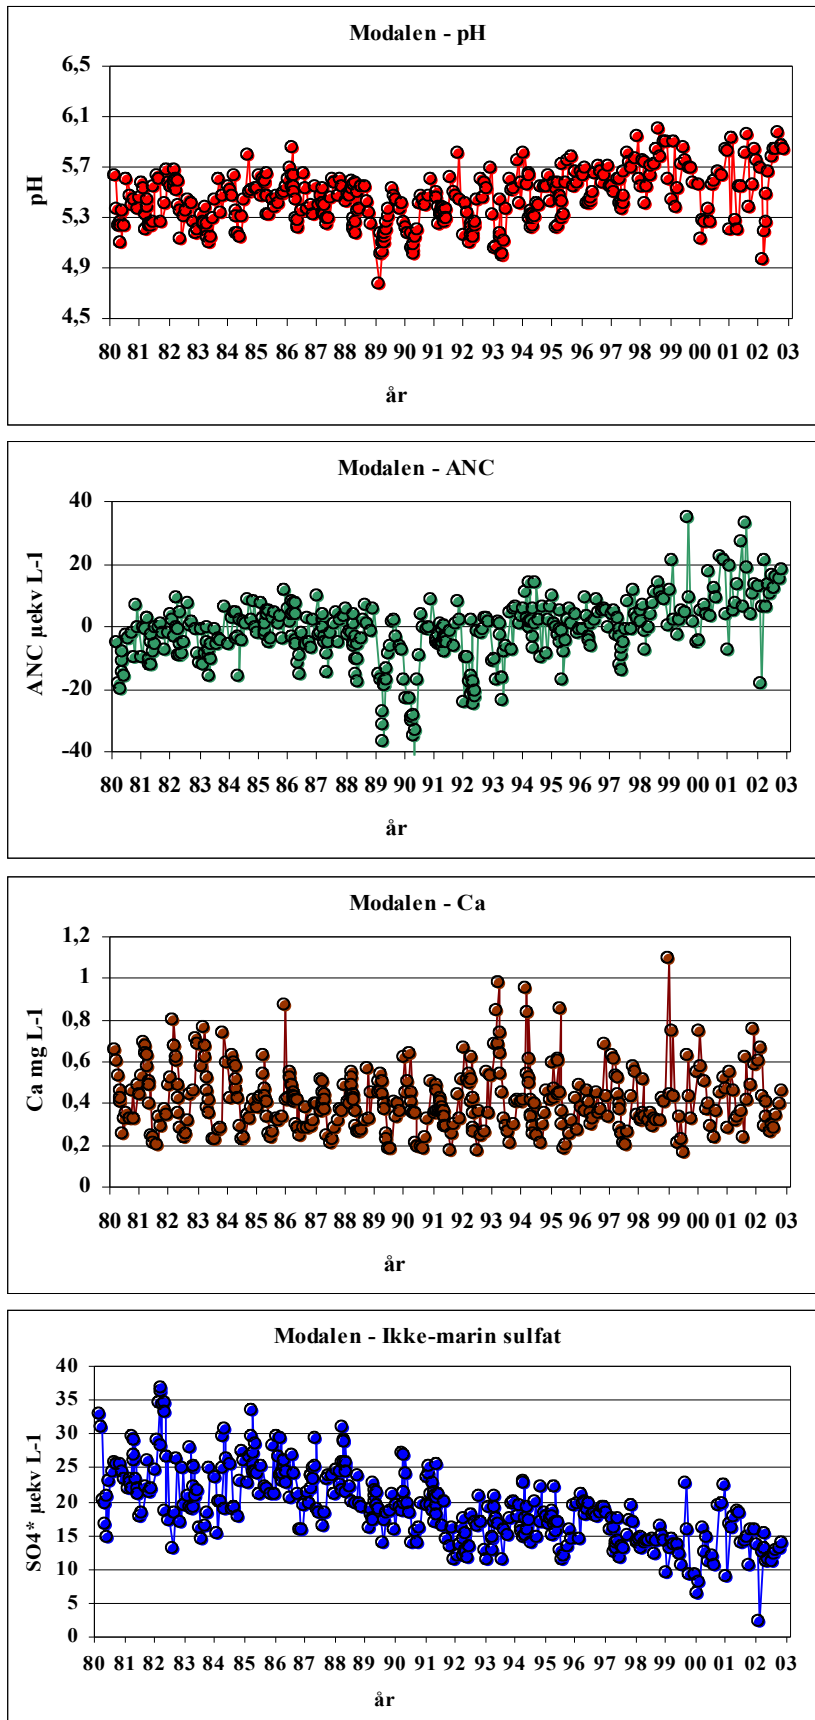 Modalen - pH
6,5
6,1
5,7
5,3
4,9
4,5
pH
80 81 82 83 84 85 86 87 88 89 90 91 92 93 94 95 96 97 98 99 00 01 02 03
år
Modalen - ANC
40
20
0
-20
-40
ANC µekv L-1
80 81 82 83 84 85 86 87 88 89 90 91 92 93 94 95 96 97 98 99 00 01 02 03
år
Modalen - Ca
1,2
1
0,8
0,6
0,4
0,2
0
Ca mg L-1
80 81 82 83 84 85 86 87 88 89 90 91 92 93 94 95 96 97 98 99 00 01 02 03
år
Modalen - Ikke-marin sulfat
40
35
30
25
20
15
10
5
0
SO4* µekv L-1
80 81 82 83 84 85 86 87 88 89 90 91 92 93 94 95 96 97 98 99 00 01 02 03
år